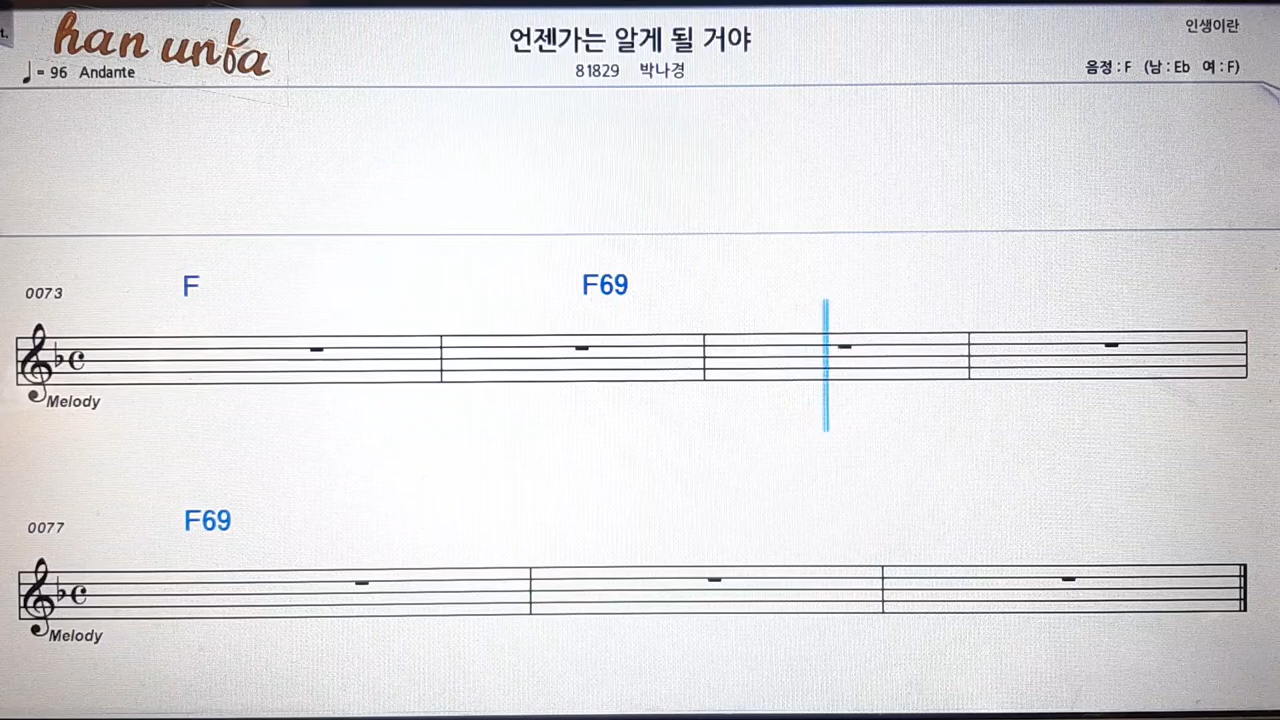 t.
han unfa
언젠가는 알게 될 거야
인생이란
♩= 96 Andante
81829 박나경
음정 : F (남 : Eb 여 : F)
0073 F F69
Melody
0077 F69
Melody